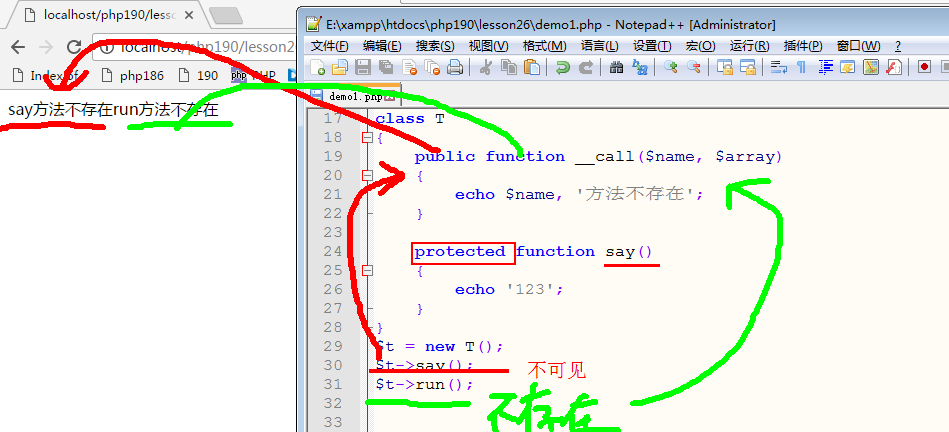 localhost/php190/lesso
localhost/php190/lesson26
Index of
php186
190
php
PHP
say方法不存在run方法不存在
E:\xampp\htdocs\php190\lesson26\demo1.php - Notepad++ [Administrator]
文件(F) 编辑(E) 搜索(S) 视图(V) 格式(M) 语言(L) 设置(T) 宏(O) 运行(R) 插件(P) 窗口(W) ?
demo1.php
17 class T
18 {
19 public function __call($name, $array)
20 {
21 echo $name, '方法不存在';
22 }
23
24 protected function say()
25 {
26 echo '123';
27 }
28 }
29 $t = new T();
30 $t->say();
不可见
31 $t->run();
32
不存在
33